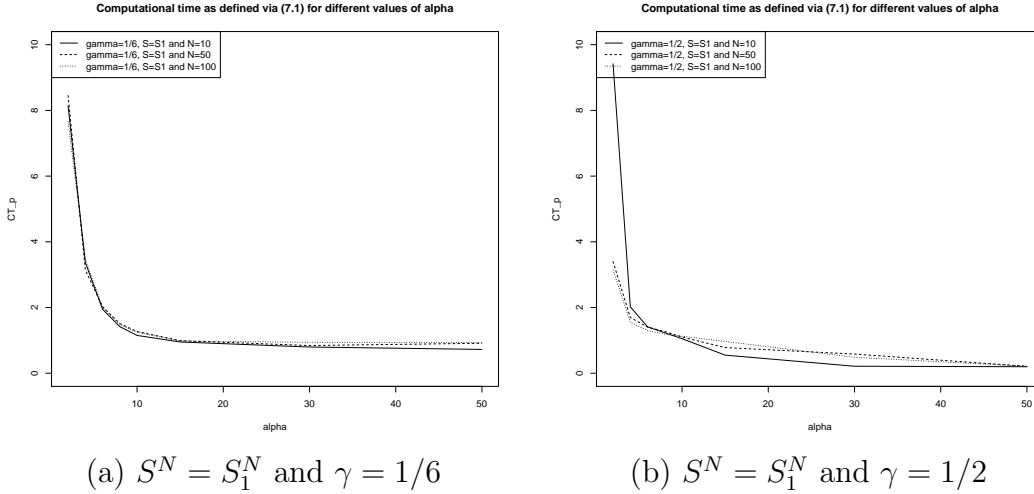 Computational time as defined via (7.1) for different values of alpha
gamma=1/6, S=S1 and N=10
gamma=1/6, S=S1 and N=50
gamma=1/6, S=S1 and N=100
CT_p
10
8
6
4
2
0
10 20 30 40 50
alpha
(a) S^N = S_1^N and γ = 1/6
Computational time as defined via (7.1) for different values of alpha
gamma=1/2, S=S1 and N=10
gamma=1/2, S=S1 and N=50
gamma=1/2, S=S1 and N=100
CT_p
10
8
6
4
2
0
10 20 30 40 50
alpha
(b) S^N = S_1^N and γ = 1/2